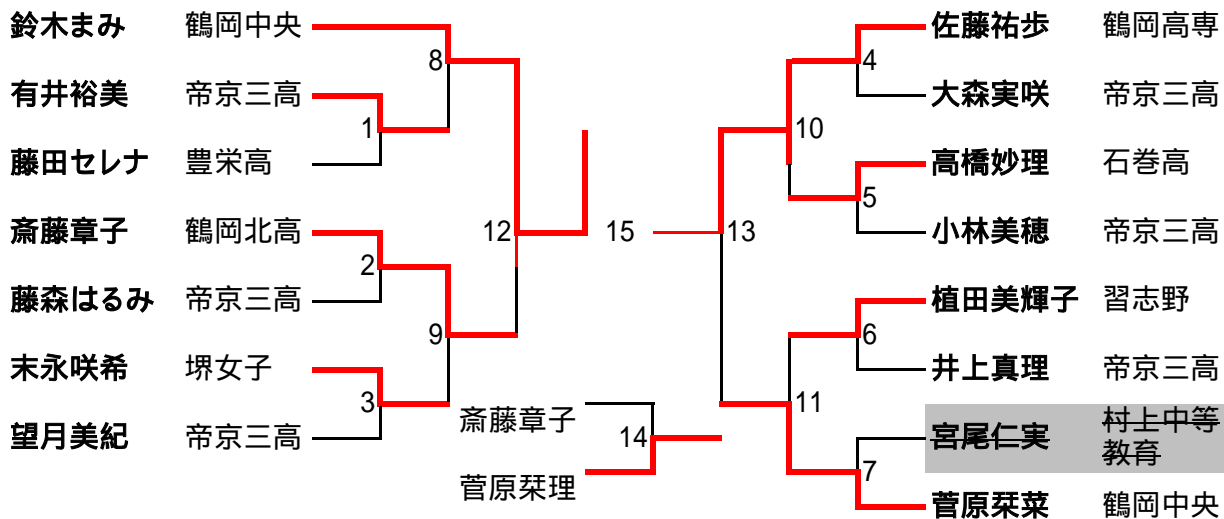 鈴木まみ 鶴岡中央
有井裕美 帝京三高
藤田セレナ 豊栄高
斎藤章子 鶴岡北高
藤森はるみ 帝京三高
末永咲希 堺女子
望月美紀 帝京三高
8
1
2
9
3
12
15
斎藤章子
菅原栞理
14
13
10
11
4
5
6
7
佐藤祐歩 鶴岡高専
大森実咲 帝京三高
高橋妙理 石巻高
小林美穂 帝京三高
植田美輝子 習志野
井上真理 帝京三高
宮尾仁実 村上中等
教育
菅原栞菜 鶴岡中央